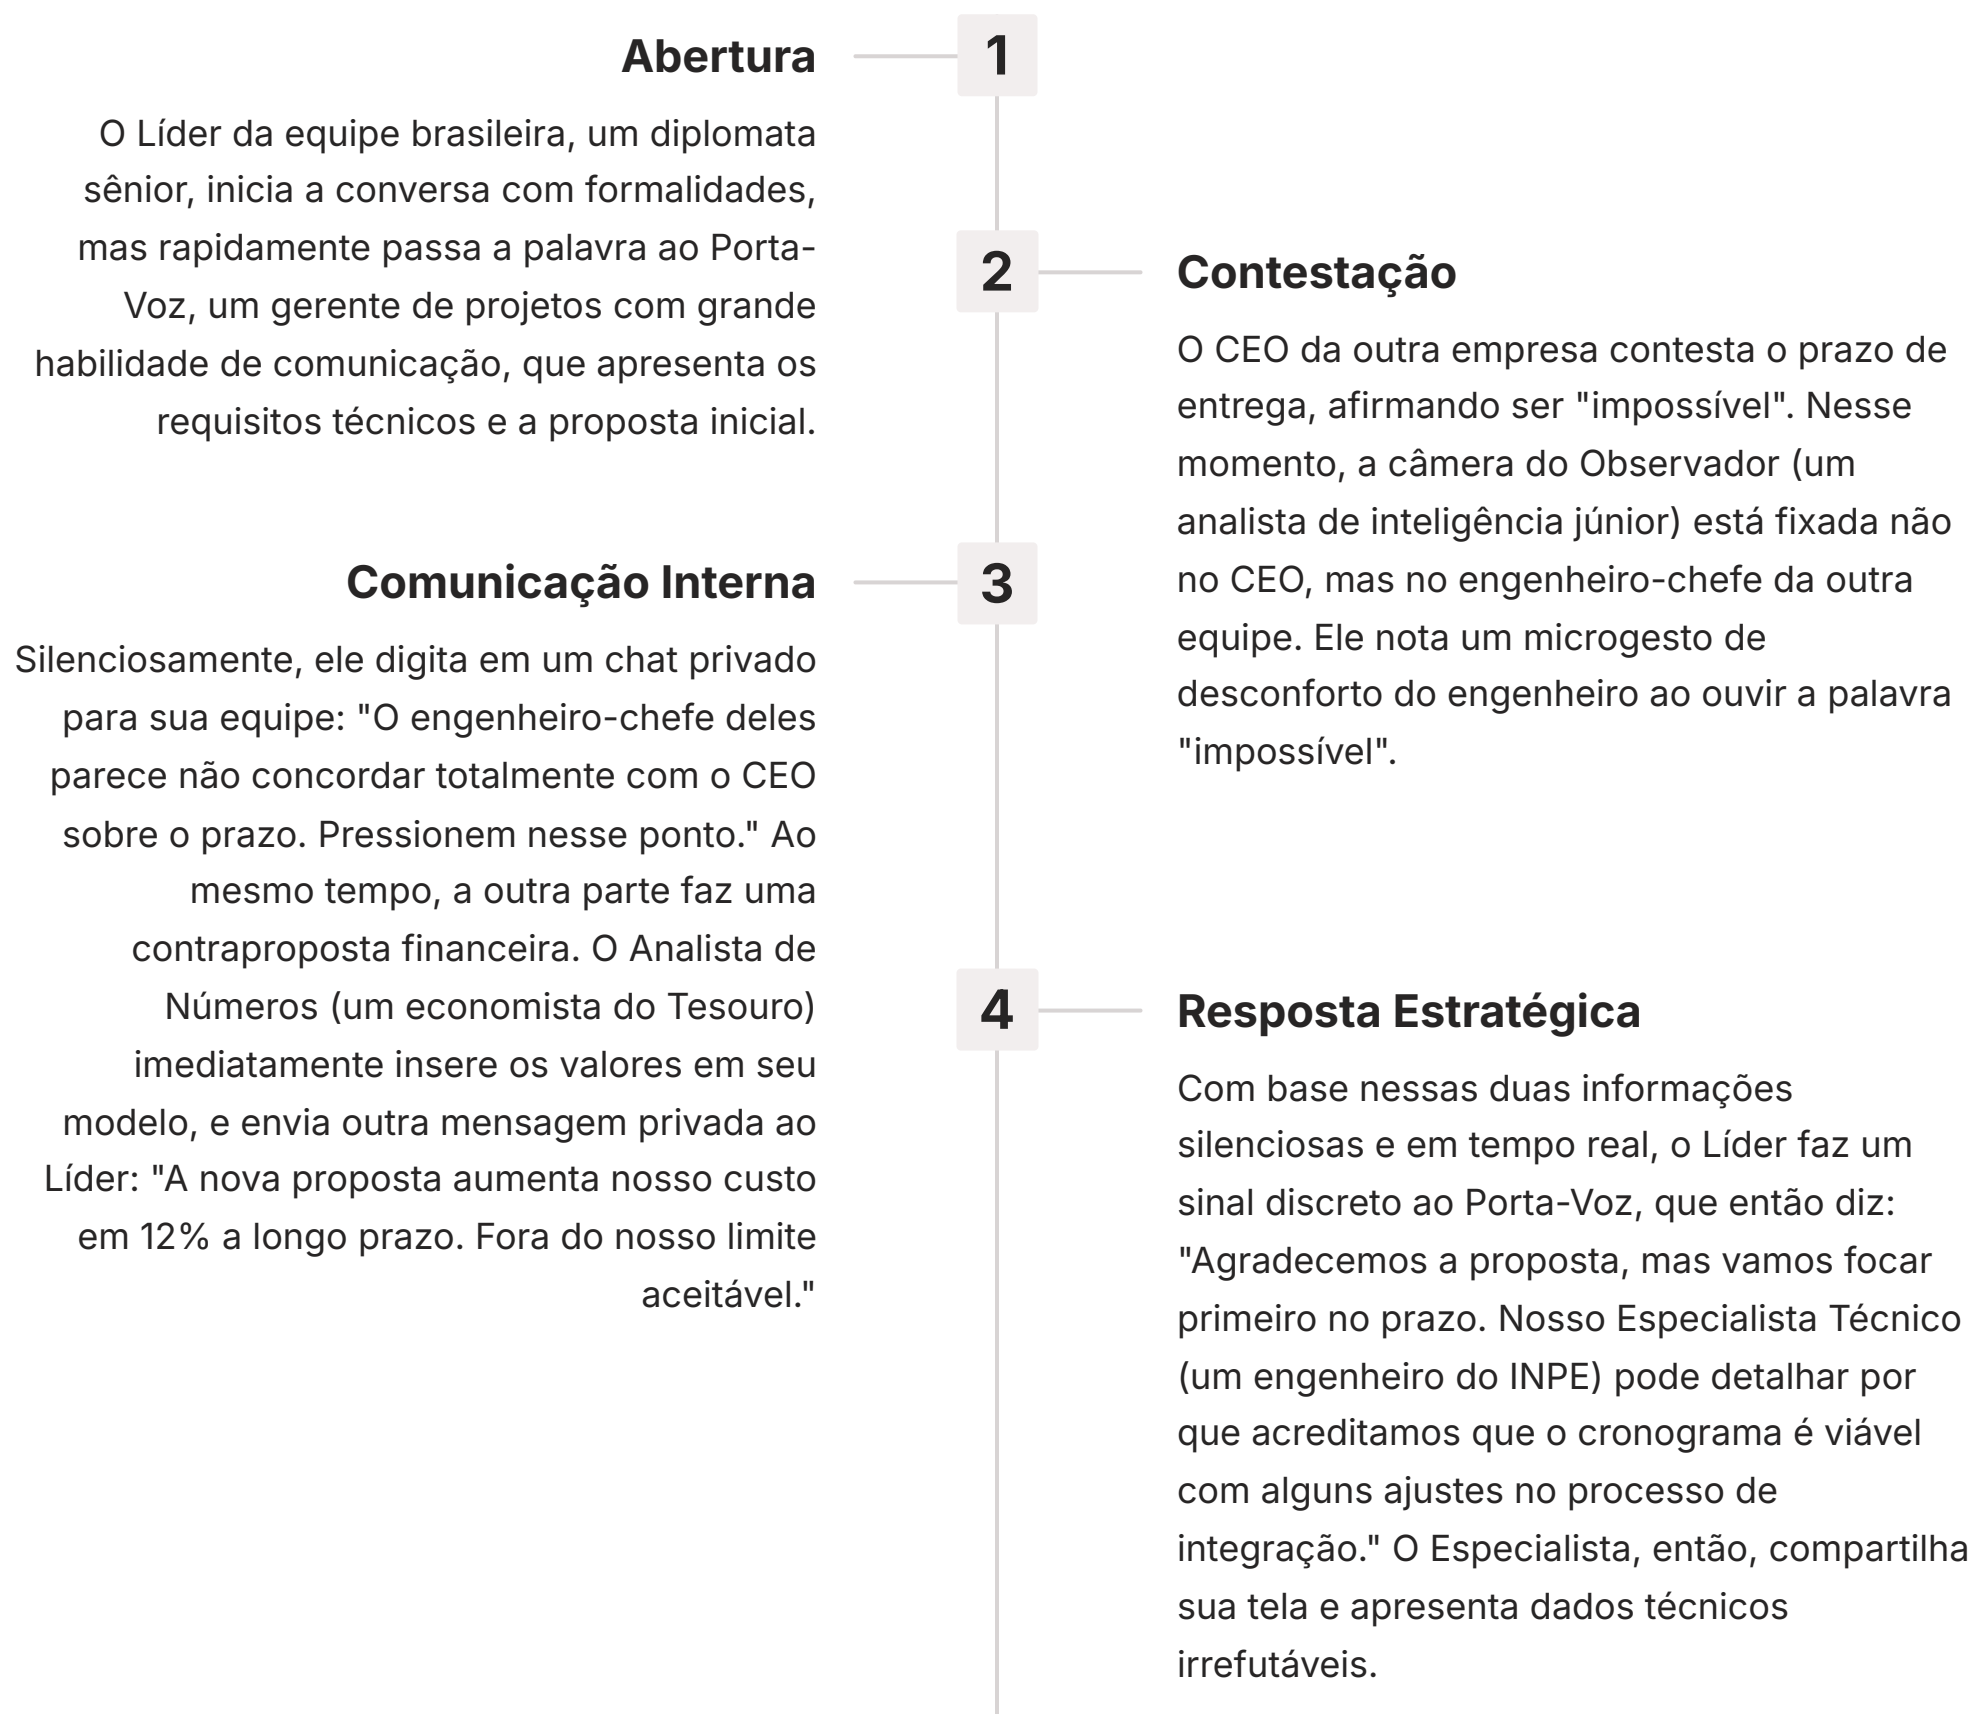 Abertura
1
O Líder da equipe brasileira, um diplomata
sênior, inicia a conversa com formalidades,
mas rapidamente passa a palavra ao Porta-
Voz, um gerente de projetos com grande
habilidade de comunicação, que apresenta os
requisitos técnicos e a proposta inicial.
2
Contestação
O CEO da outra empresa contesta o prazo de
entrega, afirmando ser "impossível". Nesse
momento, a câmera do Observador (um
analista de inteligência júnior) está fixada não
no CEO, mas no engenheiro-chefe da outra
equipe. Ele nota um microgesto de
desconforto do engenheiro ao ouvir a palavra
"impossível".
Comunicação Interna
3
Silenciosamente, ele digita em um chat privado
para sua equipe: "O engenheiro-chefe deles
parece não concordar totalmente com o CEO
sobre o prazo. Pressionem nesse ponto." Ao
mesmo tempo, a outra parte faz uma
contraproposta financeira. O Analista de
Números (um economista do Tesouro)
imediatamente insere os valores em seu
modelo, e envia outra mensagem privada ao
Líder: "A nova proposta aumenta nosso custo
em 12% a longo prazo. Fora do nosso limite
aceitável."
4
Resposta Estratégica
Com base nessas duas informações
silenciosas e em tempo real, o Líder faz um
sinal discreto ao Porta-Voz, que então diz:
"Agradecemos a proposta, mas vamos focar
primeiro no prazo. Nosso Especialista Técnico
(um engenheiro do INPE) pode detalhar por
que acreditamos que o cronograma é viável
com alguns ajustes no processo de
integração." O Especialista, então, compartilha
sua tela e apresenta dados técnicos
irrefutáveis.